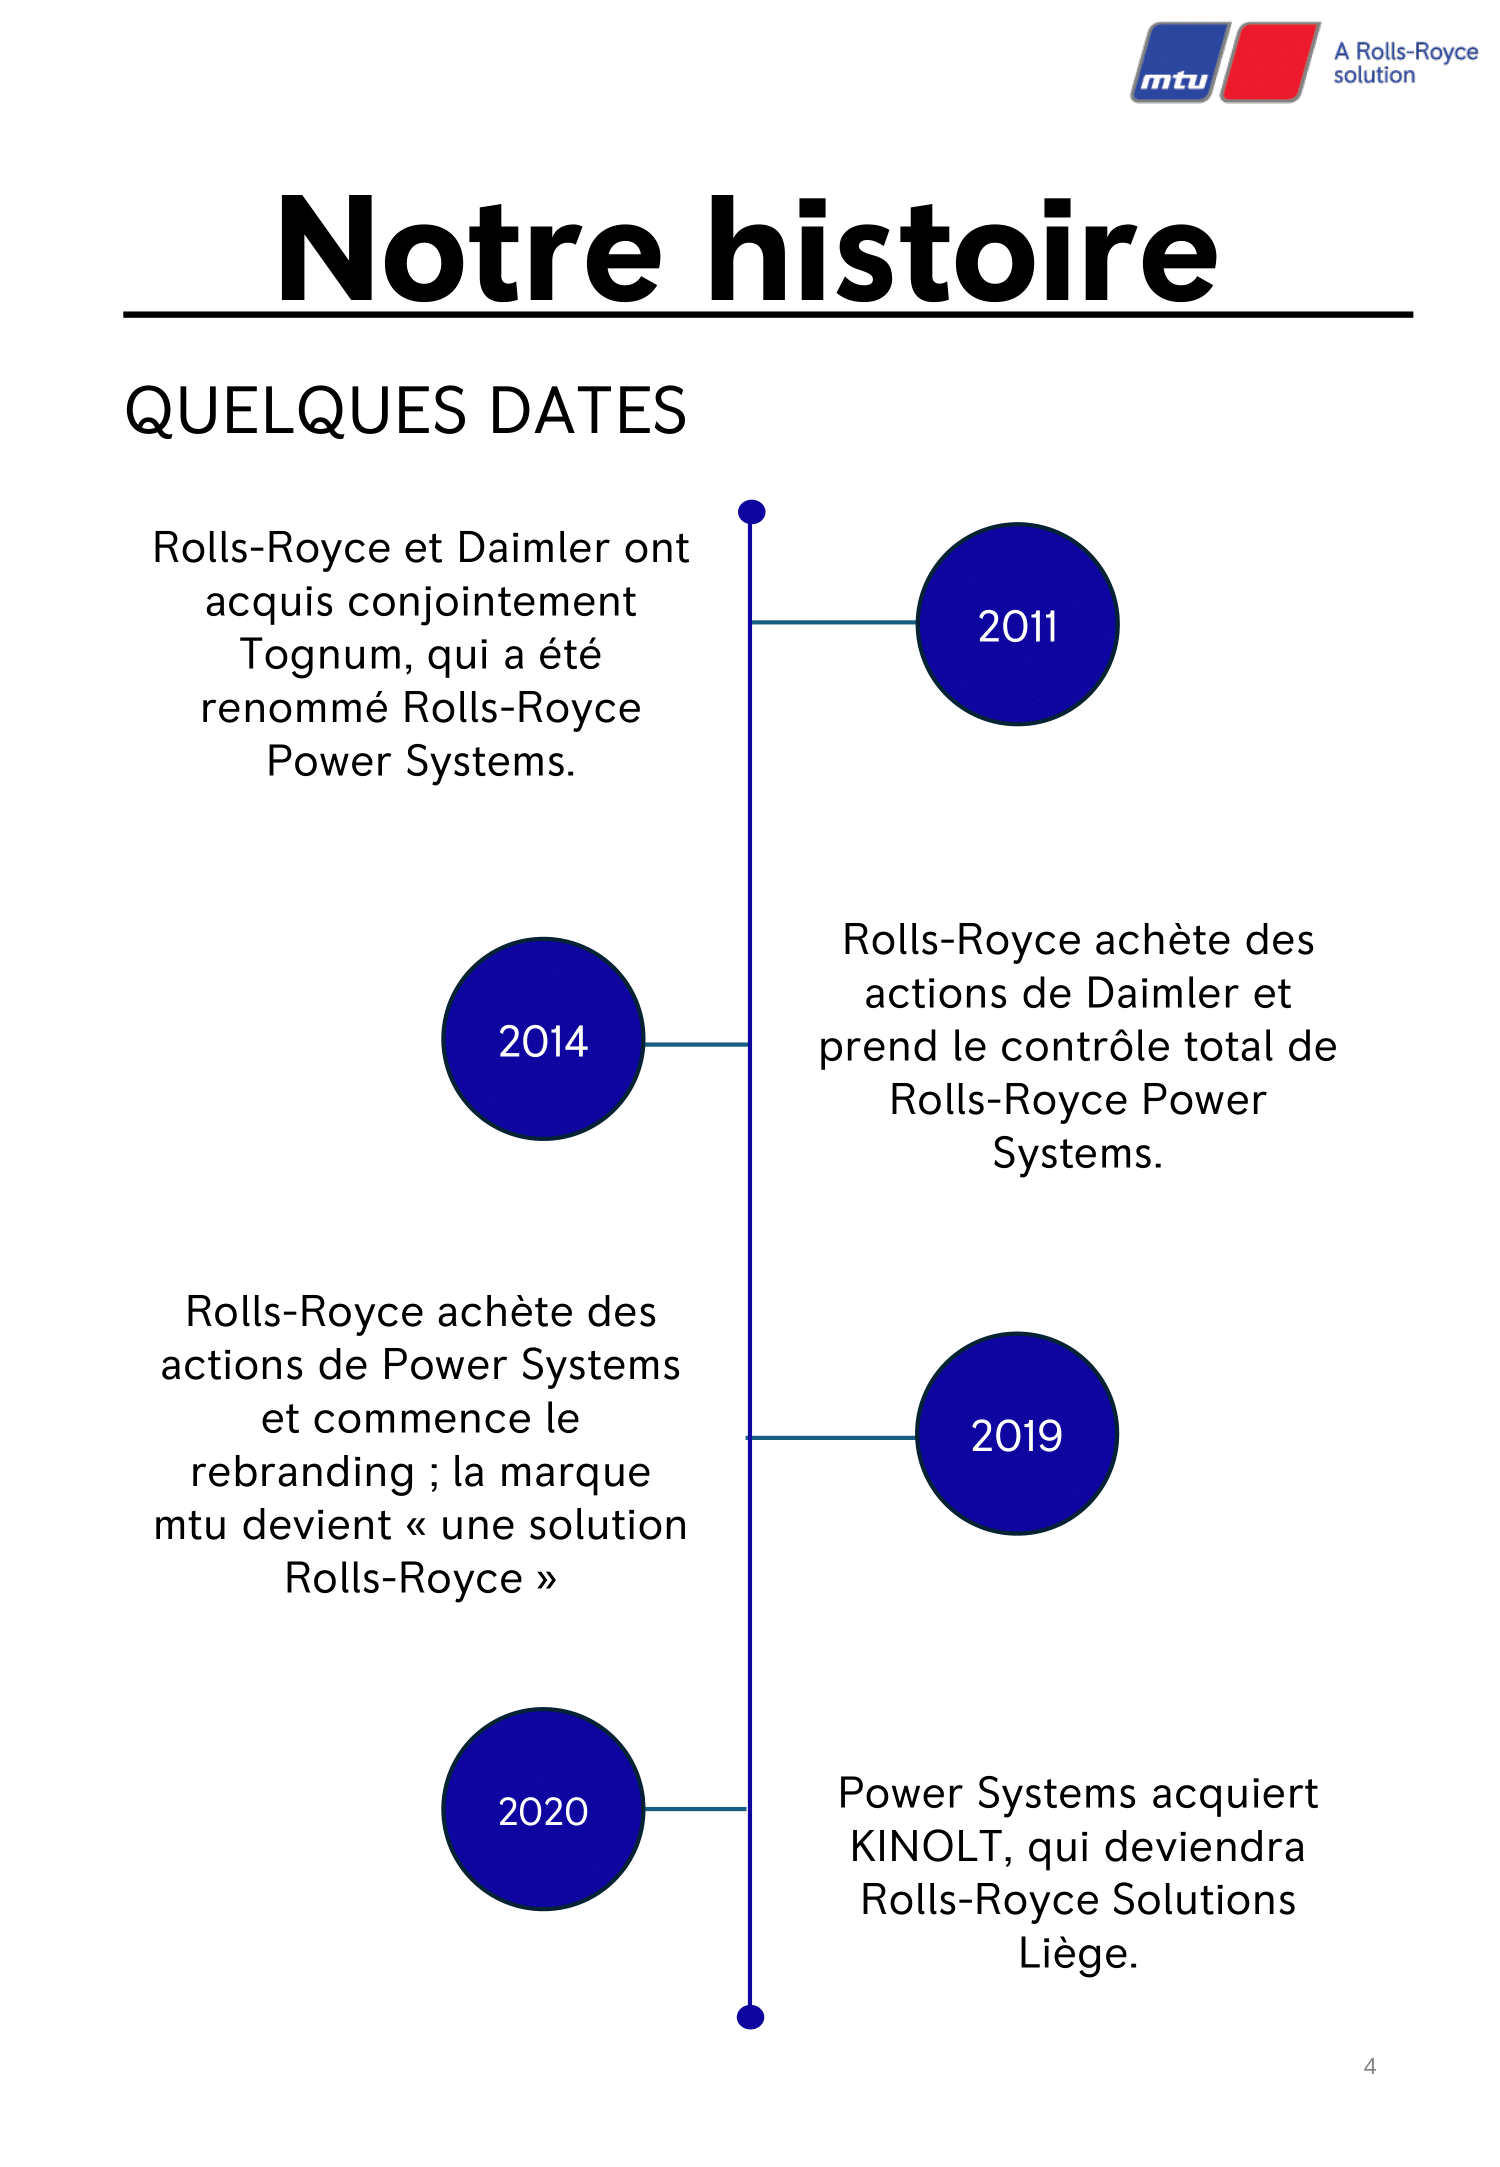 mtu
A Rolls-Royce
solution
Notre histoire
QUELQUES DATES
Rolls-Royce et Daimler ont
acquis conjointement
Tognum, qui a été
renommé Rolls-Royce
Power Systems.
2011
2014
Rolls-Royce achète des
actions de Daimler et
prend le contrôle total de
Rolls-Royce Power
Systems.
Rolls-Royce achète des
actions de Power Systems
et commence le
rebranding ; la marque
mtu devient « une solution
Rolls-Royce »
2019
2020
Power Systems acquiert
KINOLT, qui deviendra
Rolls-Royce Solutions
Liège.
4